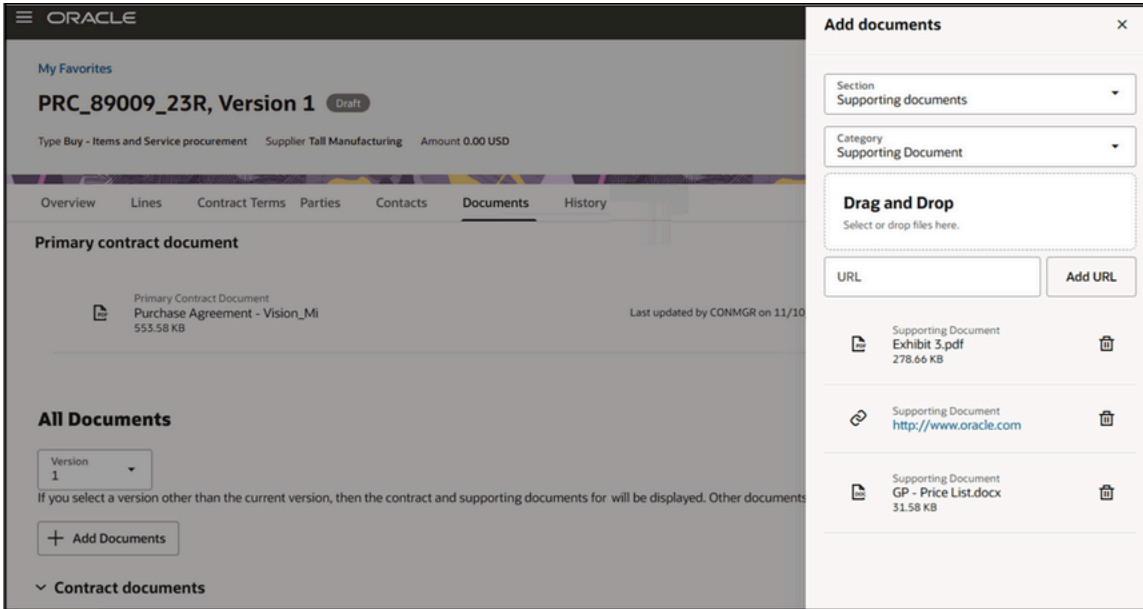 ORACLE
My Favorites
PRC_89009_23R, Version 1 Draft
Type Buy - Items and Service procurement Supplier Tall Manufacturing Amount 0.00 USD
Overview Lines Contract Terms Parties Contacts Documents History
Primary contract document
PDF
Primary Contract Document
Purchase Agreement - Vision_Mi
553.58 KB
Last updated by CONMGR on 11/10
All Documents
Version
1
If you select a version other than the current version, then the contract and supporting documents for will be displayed. Other documents
+ Add Documents
Contract documents
Add documents
Section
Supporting documents
Category
Supporting Document
Drag and Drop
Select or drop files here.
URL Add URL
PDF
Supporting Document
Exhibit 3.pdf
278.66 KB
Supporting Document
http://www.oracle.com
DOC
Supporting Document
GP - Price List.docx
31.58 KB